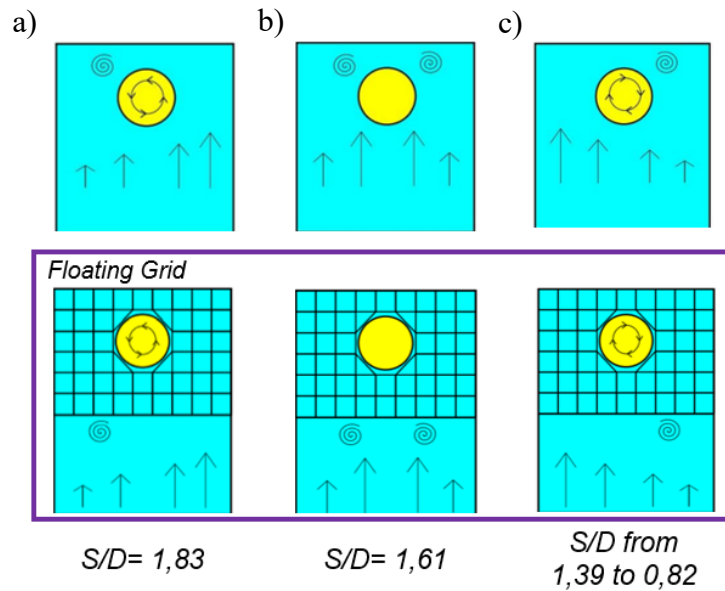 a)
b)
c)
Floating Grid
S/D= 1,83
S/D= 1,61
S/D from
1,39 to 0,82